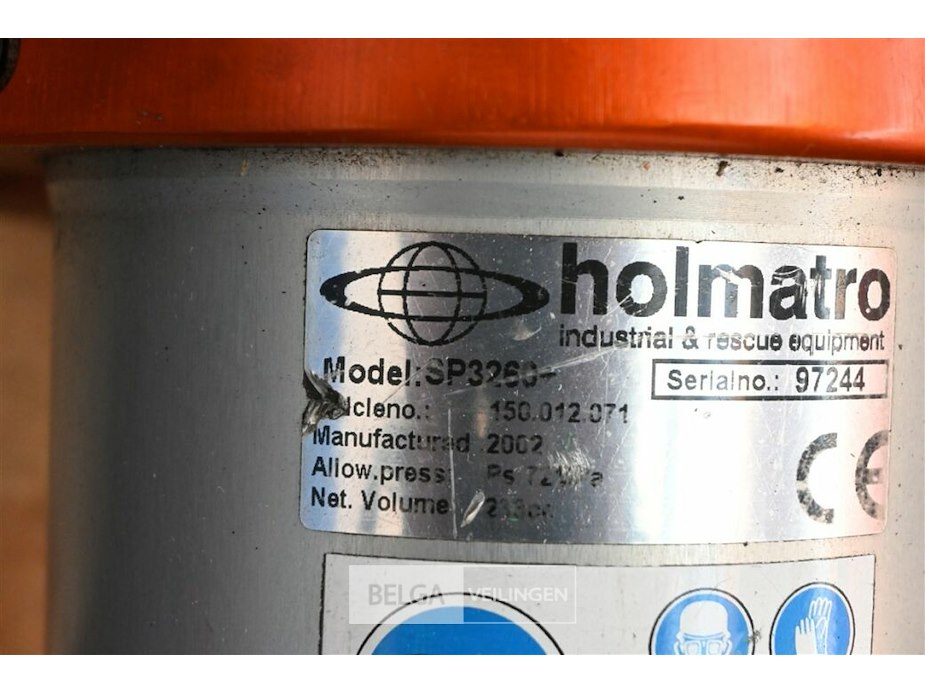 holmatro
industrial & rescue equipment
Model:
Serialno.: 97244
150.012.071
Manufactured 2002
Allow.press
Net. Volume
CE
BELGA VEILINGEN